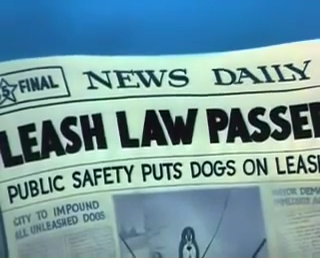 FINAL
NEWS DAILY
LEASH LAW PASSE
PUBLIC SAFETY PUTS DOGS ON LEAS
CITY TO IMPOUND
ALL UNLEASHED DOGS